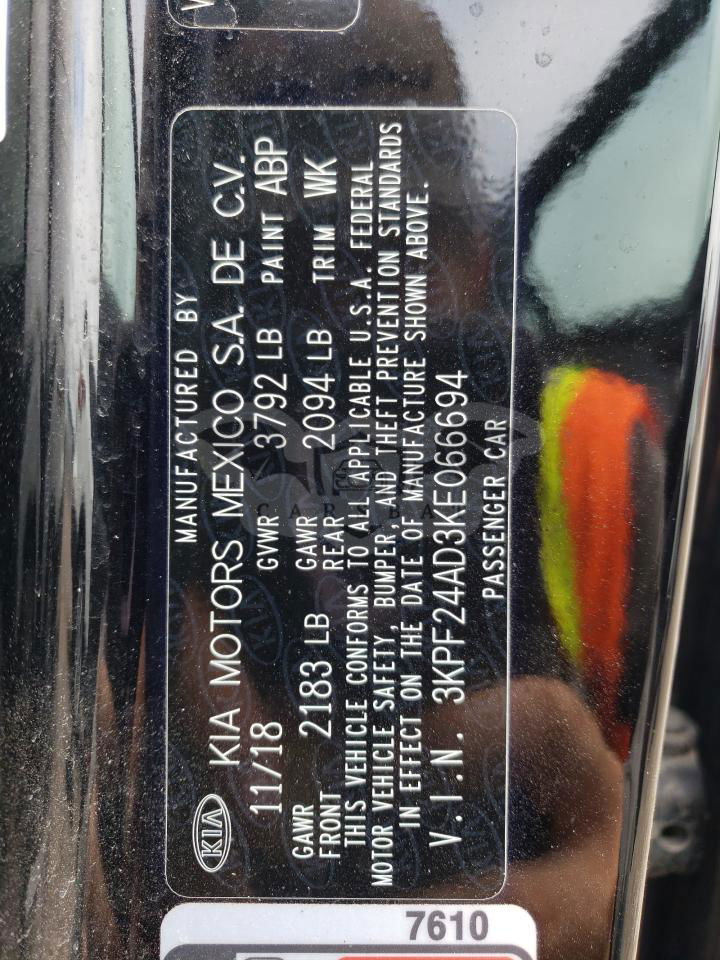 MANUFACTURED BY
KIA KIA MOTORS MEXICO S.A. DE C.V.
11/18 GVWR 3792 LB PAINT ABP
GAWR GAWR
FRONT 2183 LB REAR 2094 LB TRIM WK
THIS VEHICLE CONFORMS TO ALL APPLICABLE U.S.A. FEDERAL
MOTOR VEHICLE SAFETY, BUMPER, AND THEFT PREVENTION STANDARDS
IN EFFECT ON THE DATE OF MANUFACTURE SHOWN ABOVE.
V.I.N. 3KPF24AD3KE066694
PASSENGER CAR
7610